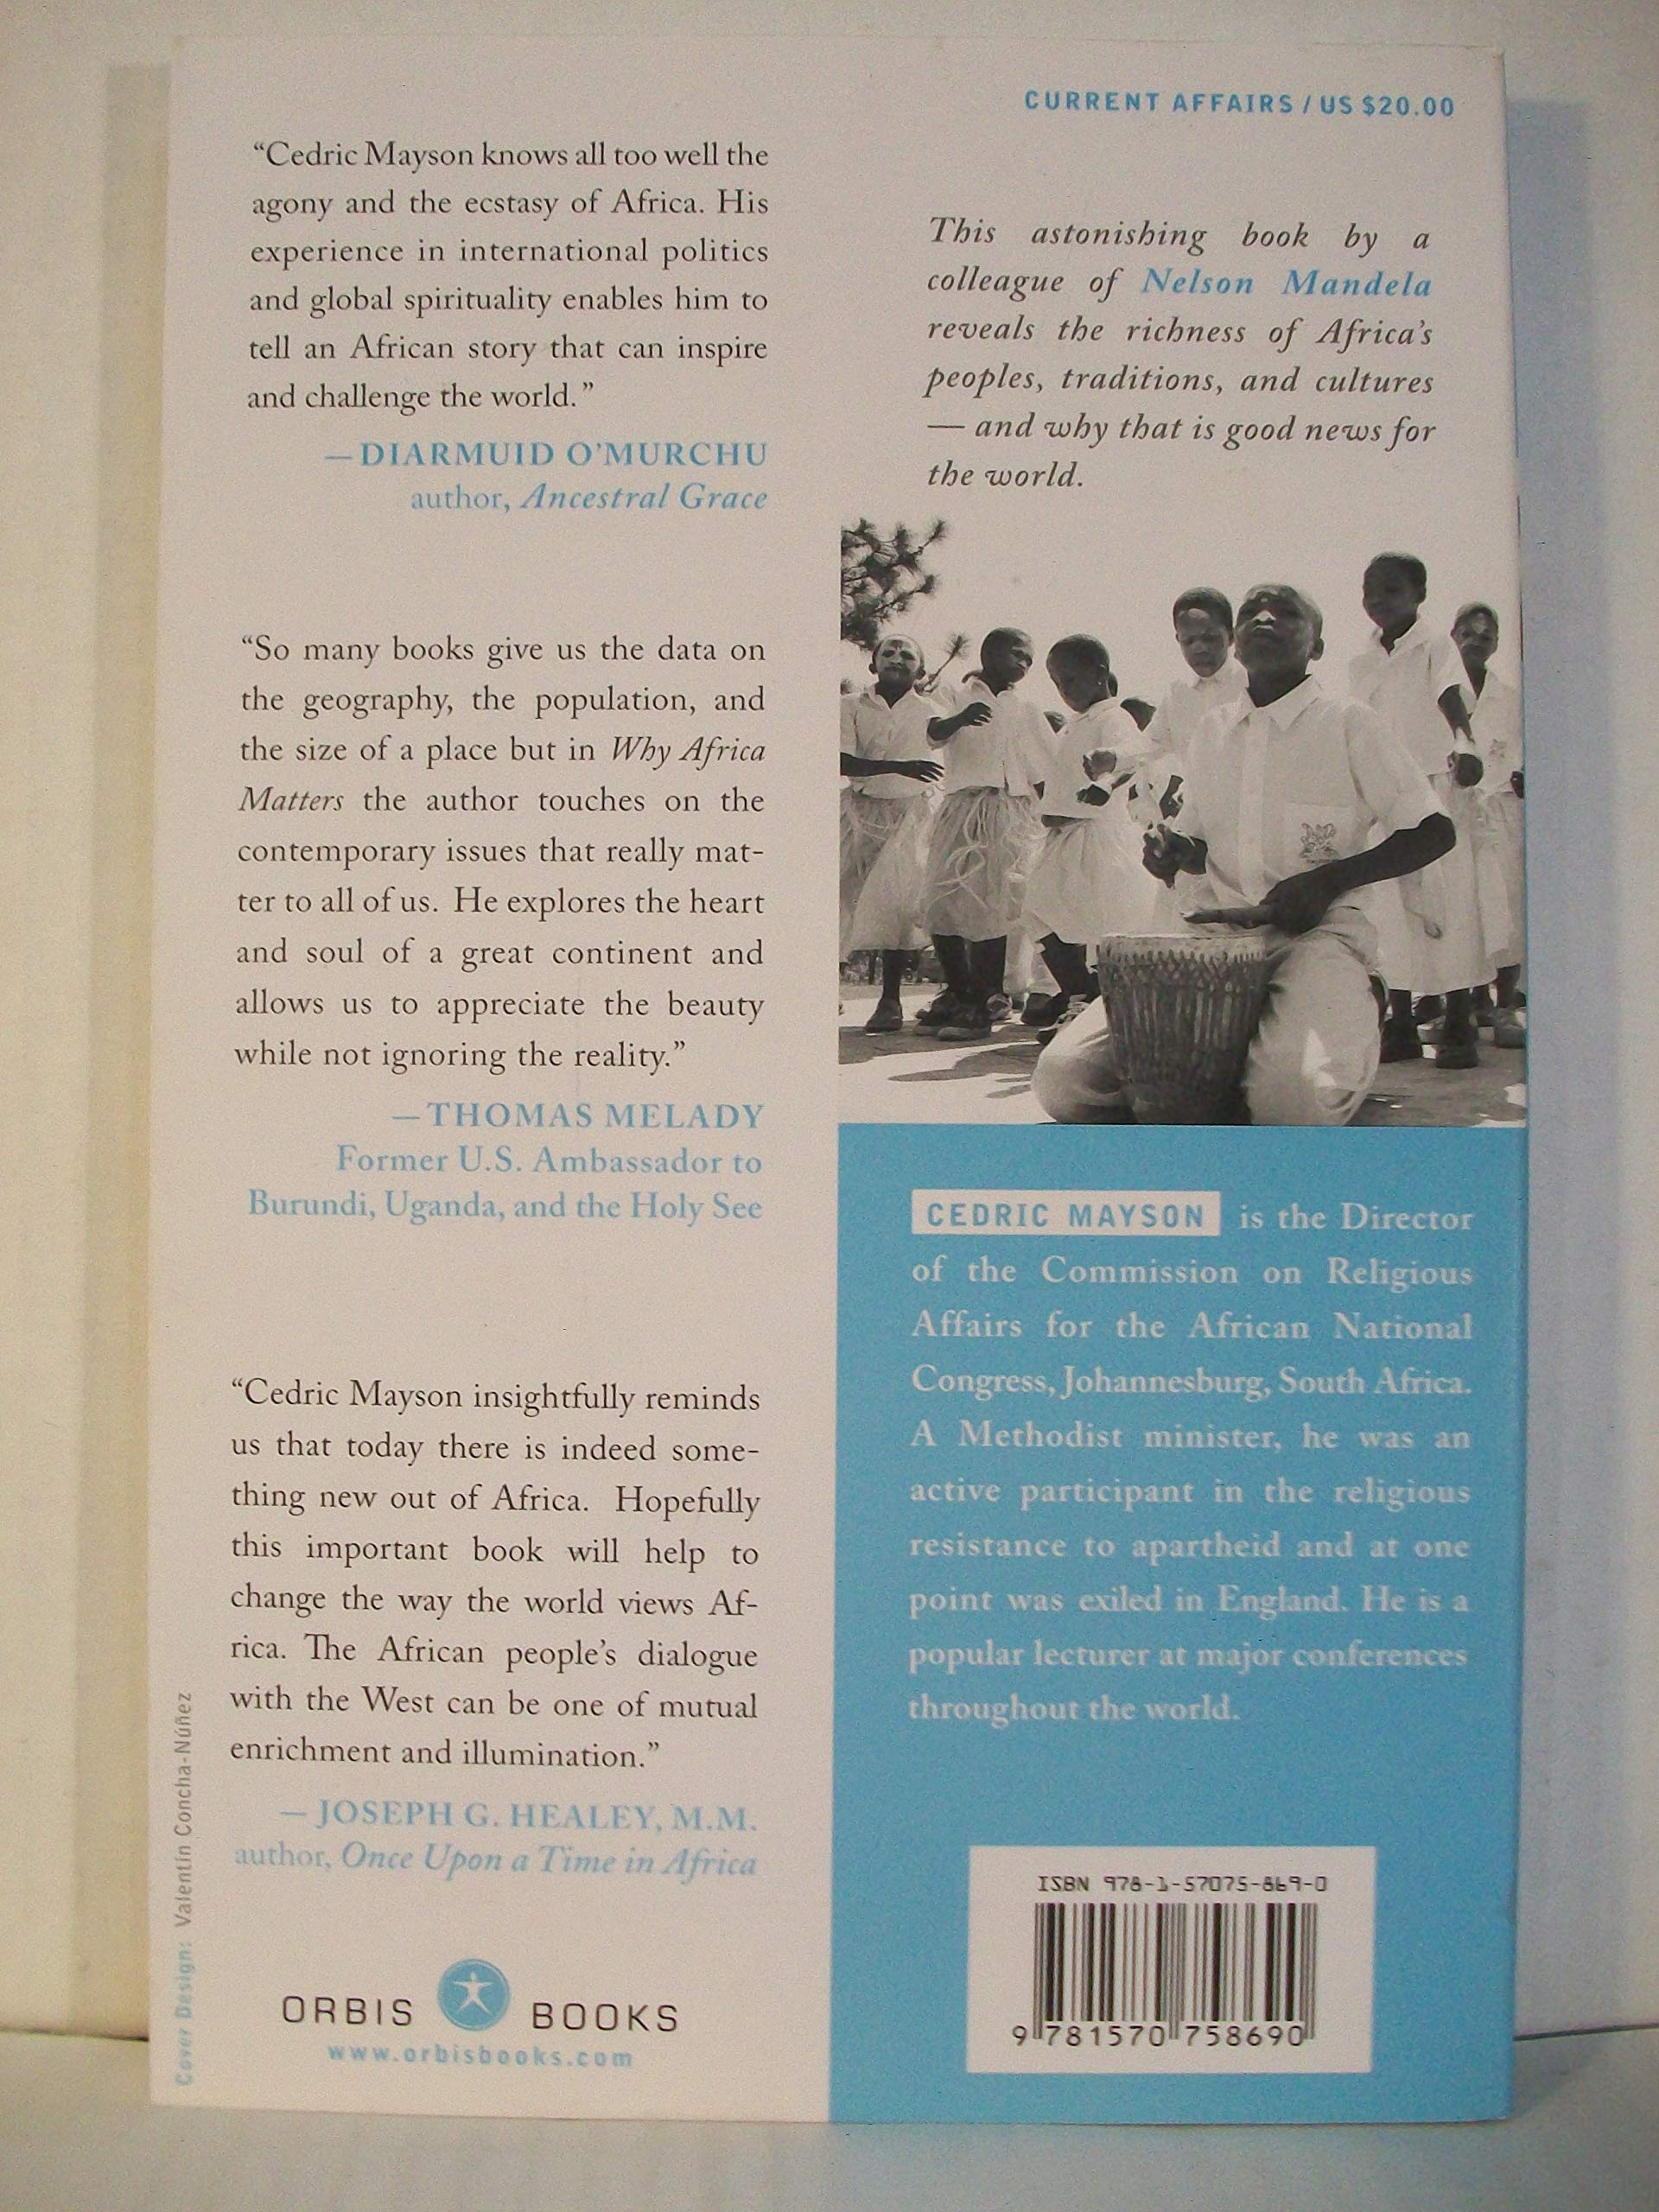 “Cedric Mayson knows all too well the
agony and the ecstasy of Africa. His
experience in international politics
and global spirituality enables him to
tell an African story that can inspire
and challenge the world.”
—DIARMUID O’MURCHU
author, Ancestral Grace
“So many books give us the data on
the geography, the population, and
the size of a place but in Why Africa
Matters the author touches on the
contemporary issues that really mat-
ter to all of us. He explores the heart
and soul of a great continent and
allows us to appreciate the beauty
while not ignoring the reality.”
—THOMAS MELADY
Former U.S. Ambassador to
Burundi, Uganda, and the Holy See
“Cedric Mayson insightfully reminds
us that today there is indeed some-
thing new out of Africa. Hopefully
this important book will help to
change the way the world views Af-
rica. The African people’s dialogue
with the West can be one of mutual
enrichment and illumination.”
— JOSEPH G. HEALEY, M.M.
author, Once Upon a Time in Africa
Cover Design: Valentín Concha-Núñez
ORBIS BOOKS
www.orbisbooks.com
CURRENT AFFAIRS / US $20.00
This astonishing book by a
colleague of Nelson Mandela
reveals the richness of Africa’s
peoples, traditions, and cultures
— and why that is good news for
the world.
CEDRIC MAYSON is the Director
of the Commission on Religious
Affairs for the African National
Congress, Johannesburg, South Africa.
A Methodist minister, he was an
active participant in the religious
resistance to apartheid and at one
point was exiled in England. He is a
popular lecturer at major conferences
throughout the world.
ISBN 978-1-57075-869-0
9 781570 758690